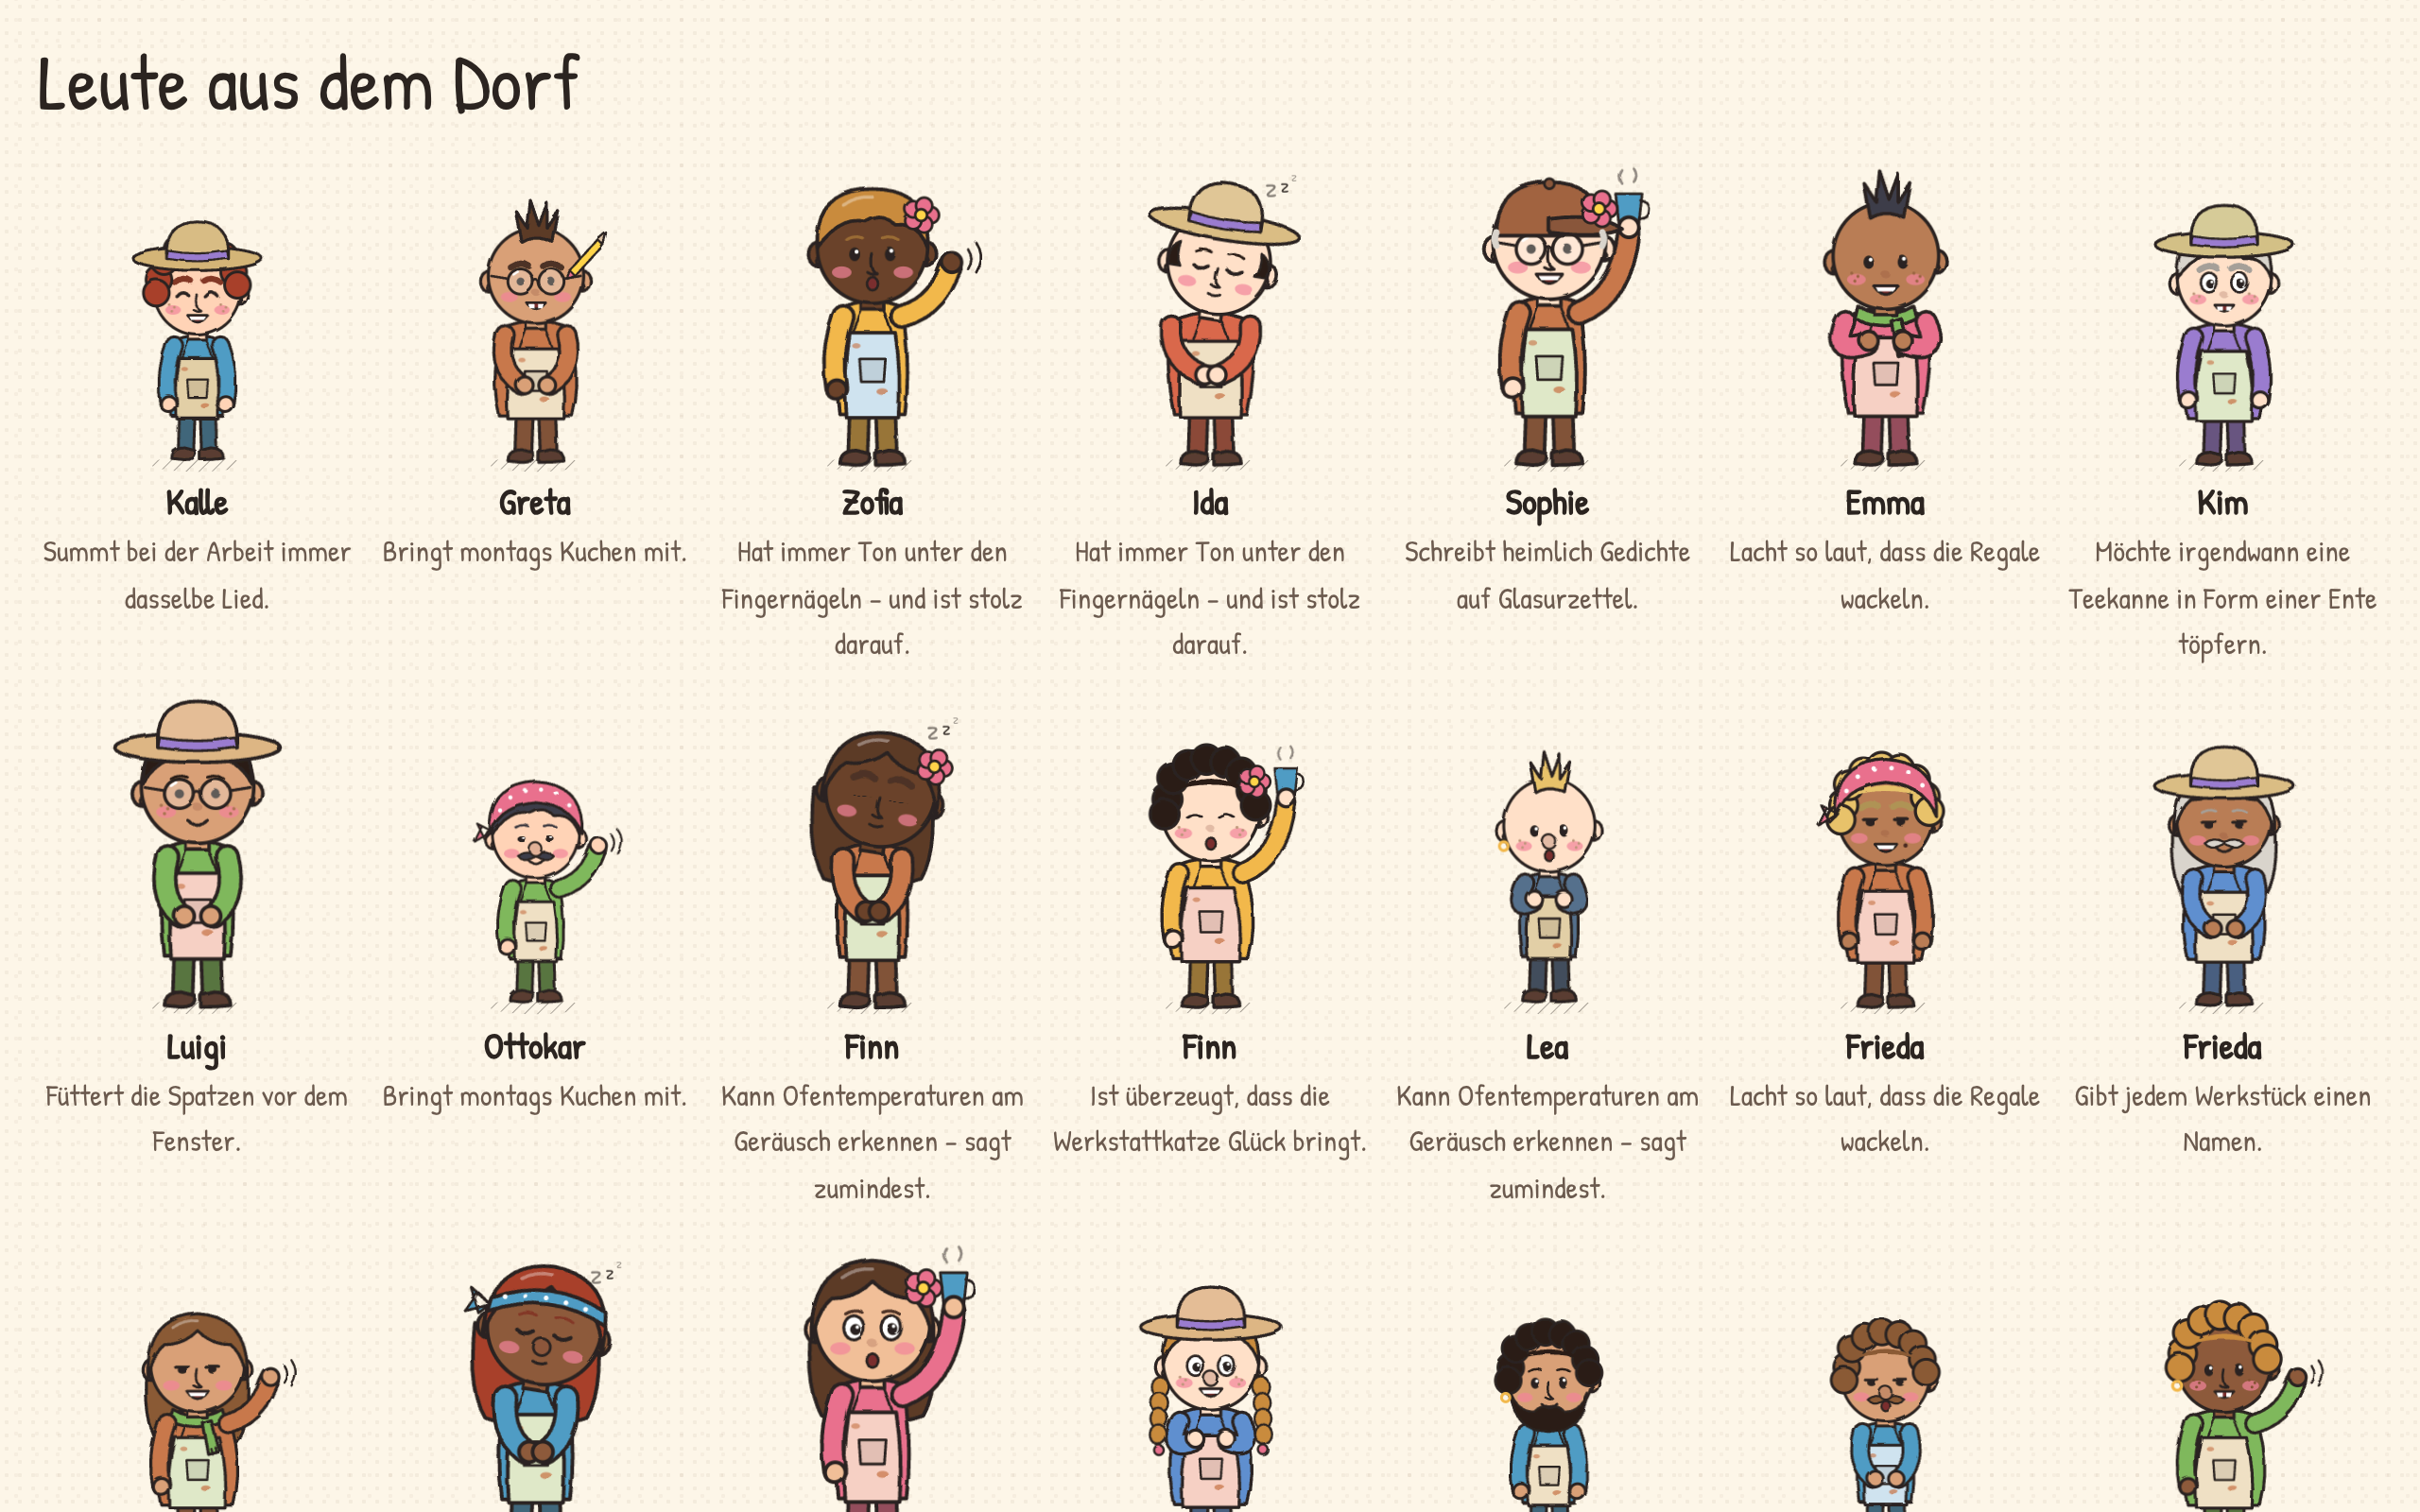 Leute aus dem Dorf
z z z
Kalle
Summt bei der Arbeit immer
dasselbe Lied.
Greta
Bringt montags Kuchen mit.
Zofia
Hat immer Ton unter den
Fingernägeln – und ist stolz
darauf.
Ida
Hat immer Ton unter den
Fingernägeln – und ist stolz
darauf.
Sophie
Schreibt heimlich Gedichte
auf Glasurzettel.
Emma
Lacht so laut, dass die Regale
wackeln.
Kim
Möchte irgendwann eine
Teekanne in Form einer Ente
töpfern.
z z z
Luigi
Füttert die Spatzen vor dem
Fenster.
Ottokar
Bringt montags Kuchen mit.
Finn
Kann Ofentemperaturen am
Geräusch erkennen – sagt
zumindest.
Finn
Ist überzeugt, dass die
Werkstattkatze Glück bringt.
Lea
Kann Ofentemperaturen am
Geräusch erkennen – sagt
zumindest.
Frieda
Lacht so laut, dass die Regale
wackeln.
Frieda
Gibt jedem Werkstück einen
Namen.
z z z